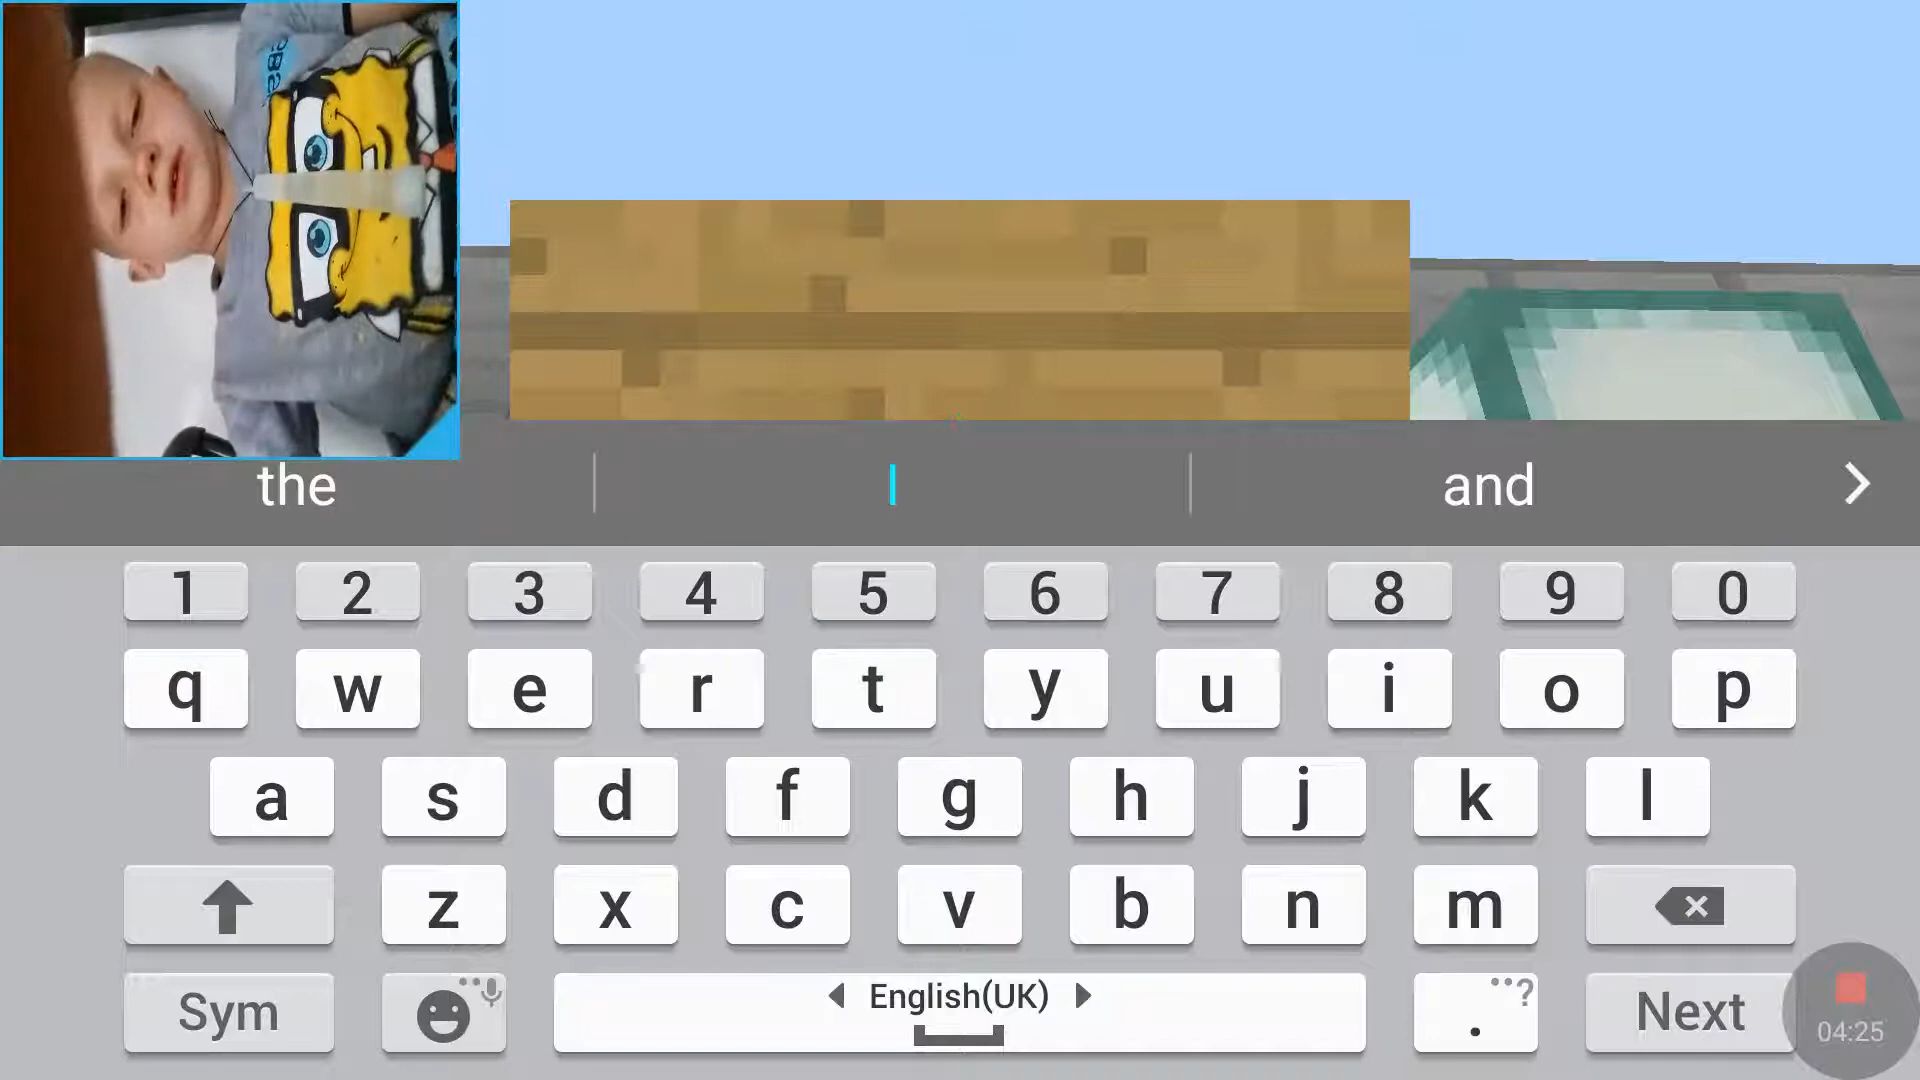 the I and
1 2 3 4 5 6 7 8 9 0
q w e r t y u i o p
a s d f g h j k l
z x c v b n m
Sym English(UK) . ? Next
04:25